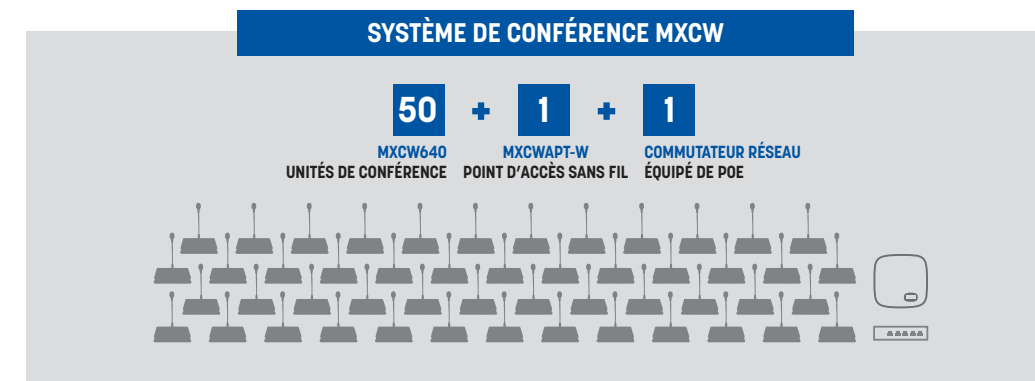 SYSTÈME DE CONFÉRENCE MXCW
50 + 1 + 1
MXCW640 MXCWAPT-W COMMUTATEUR RÉSEAU
UNITÉS DE CONFÉRENCE POINT D'ACCÈS SANS FIL ÉQUIPÉ DE POE